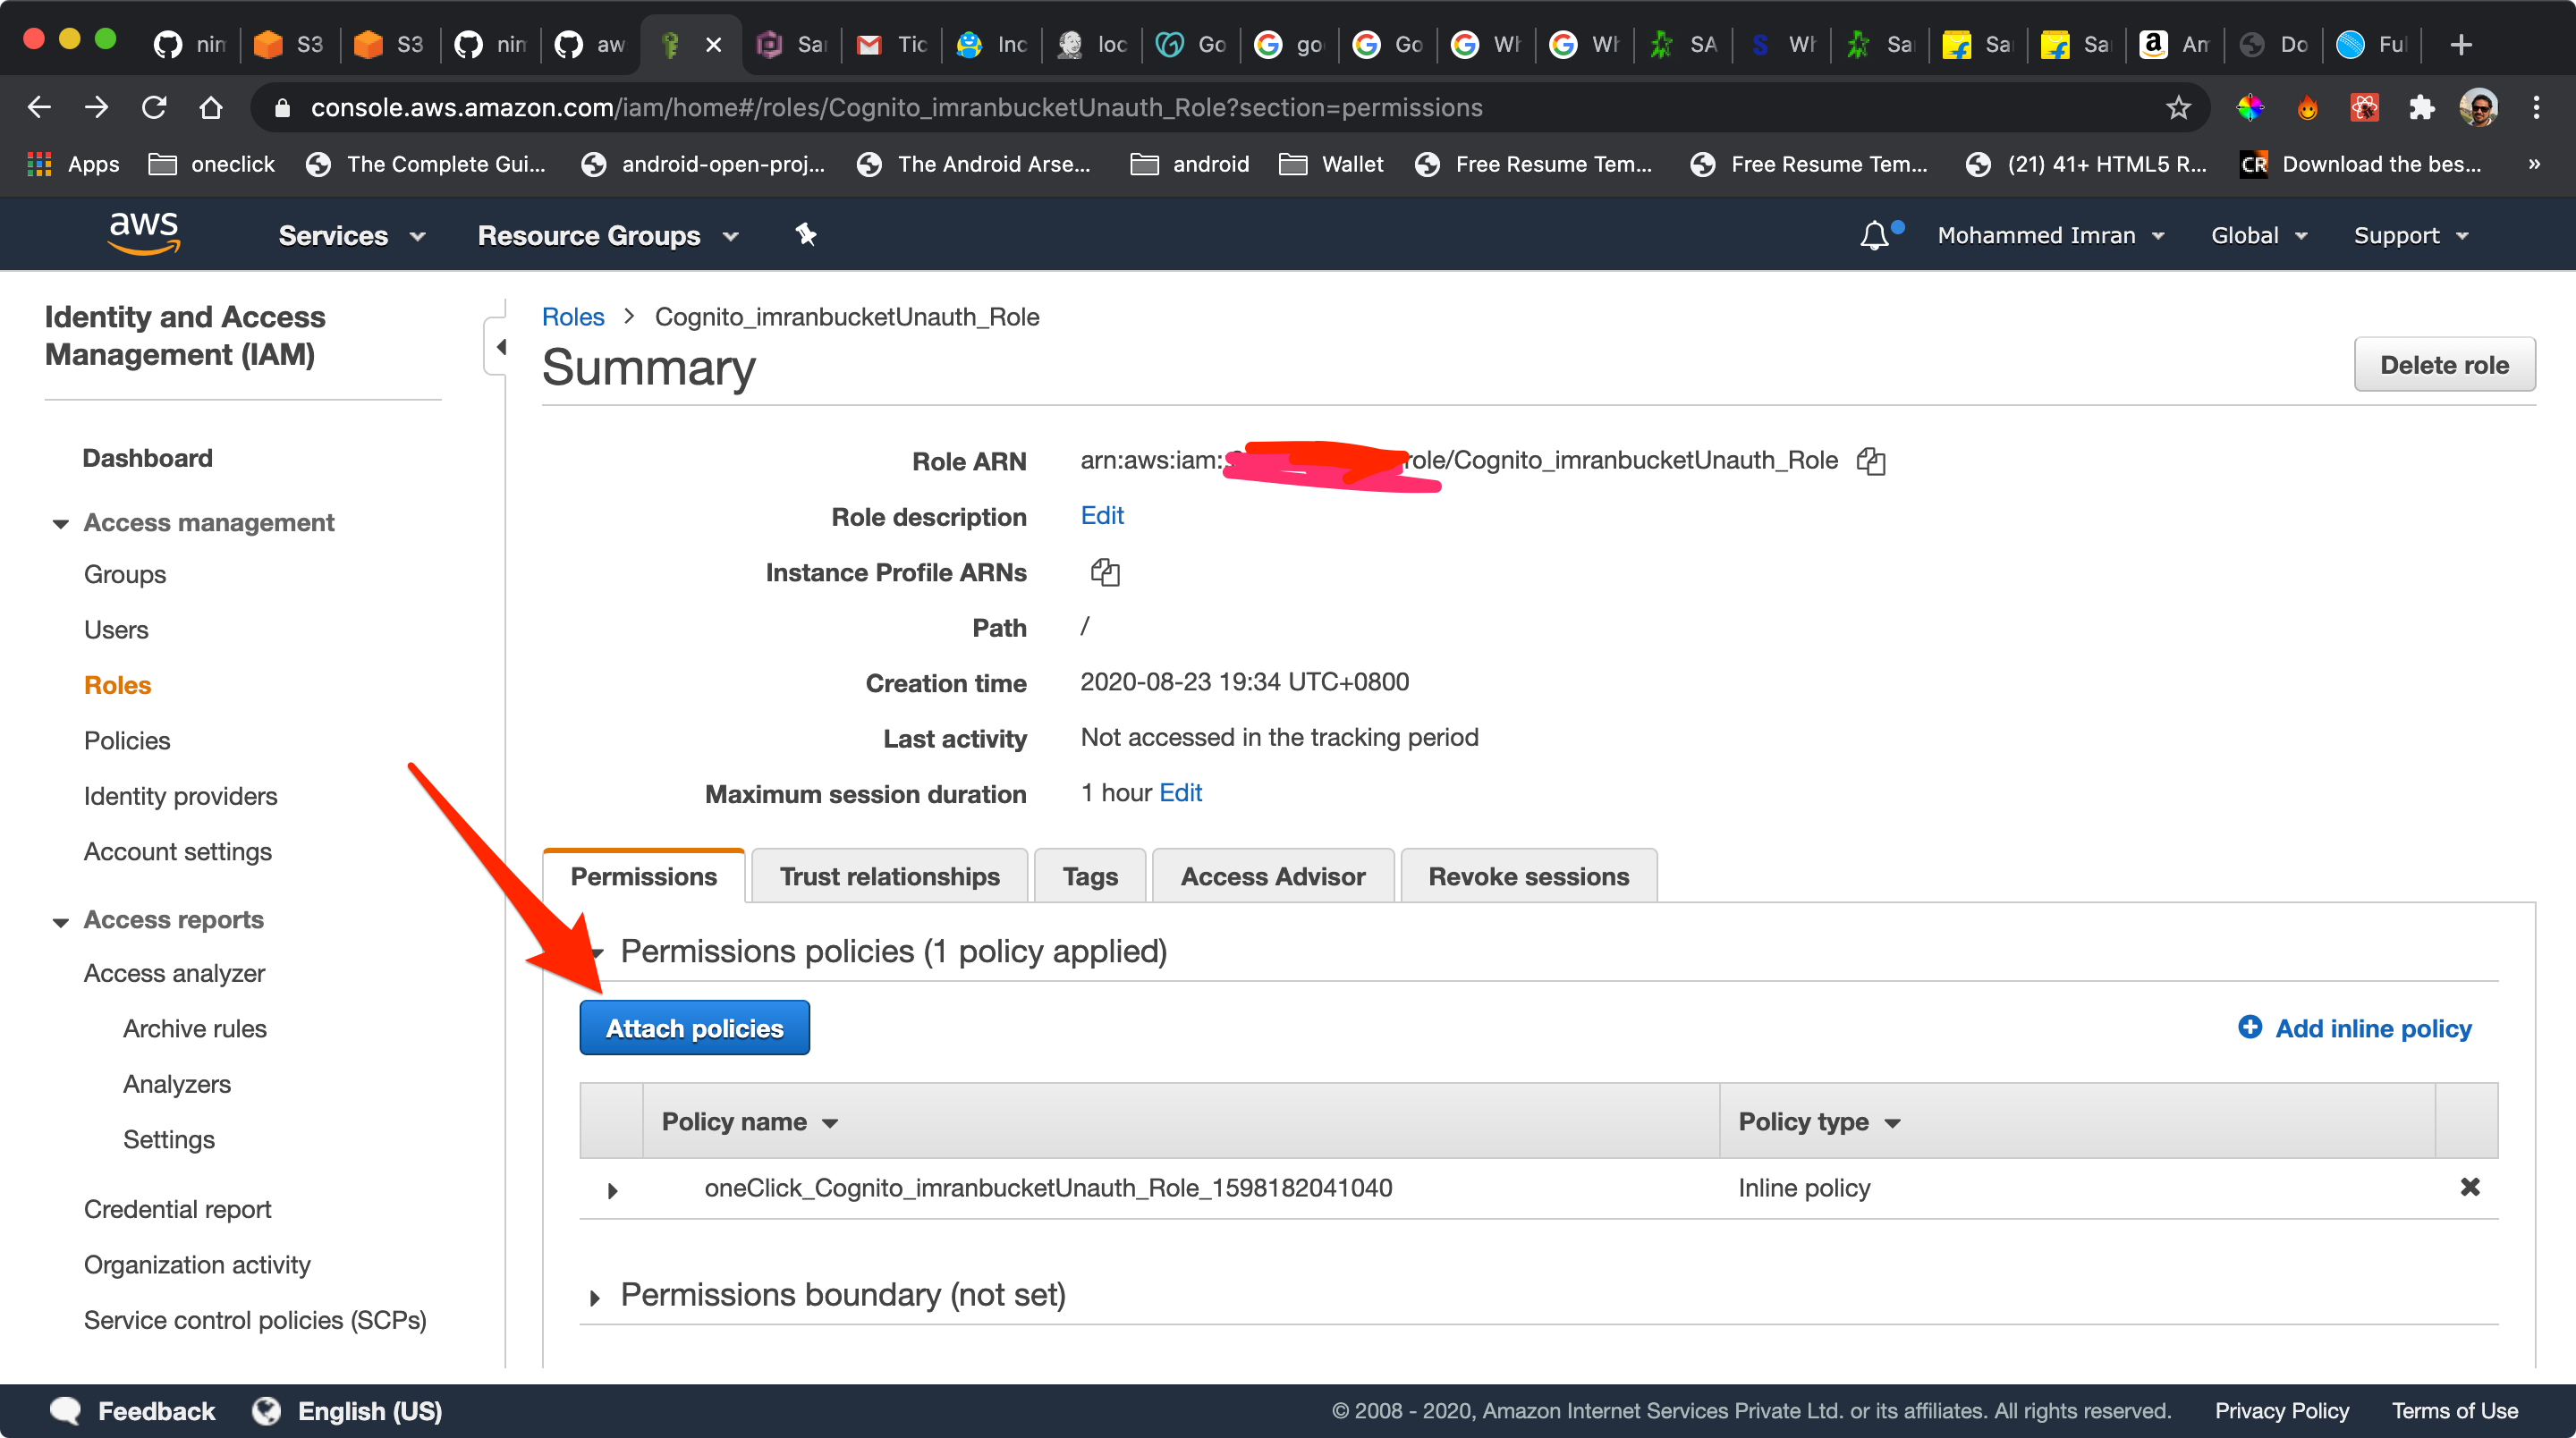 nin
S3
S3
nin
aw
Sar
Tic
Inc
loc
Go
go
Go
Wh
Wh
SA
Wh
Sa
Sa
Sa
Am
Do
Ful
console.aws.amazon.com/iam/home#/roles/Cognito_imranbucketUnauth_Role?section=permissions
Apps
oneclick
The Complete Gui...
android-open-proj...
The Android Arse...
android
Wallet
Free Resume Tem...
Free Resume Tem...
(21) 41+ HTML5 R...
CR
Download the bes...
»
aws
Services
Resource Groups
Mohammed Imran
Global
Support
Identity and Access
Management (IAM)
Dashboard
Access management
Groups
Users
Roles
Policies
Identity providers
Account settings
Access reports
Access analyzer
Archive rules
Analyzers
Settings
Credential report
Organization activity
Service control policies (SCPs)
Roles > Cognito_imranbucketUnauth_Role
Summary
Delete role
Role ARN arn:aws:iam: role/Cognito_imranbucketUnauth_Role
Role description Edit
Instance Profile ARNs
Path /
Creation time 2020-08-23 19:34 UTC+0800
Last activity Not accessed in the tracking period
Maximum session duration 1 hour Edit
Permissions
Trust relationships
Tags
Access Advisor
Revoke sessions
Permissions policies (1 policy applied)
Attach policies
Add inline policy
Policy name
Policy type
oneClick_Cognito_imranbucketUnauth_Role_1598182041040
Inline policy
Permissions boundary (not set)
Feedback
English (US)
© 2008 - 2020, Amazon Internet Services Private Ltd. or its affiliates. All rights reserved.
Privacy Policy
Terms of Use